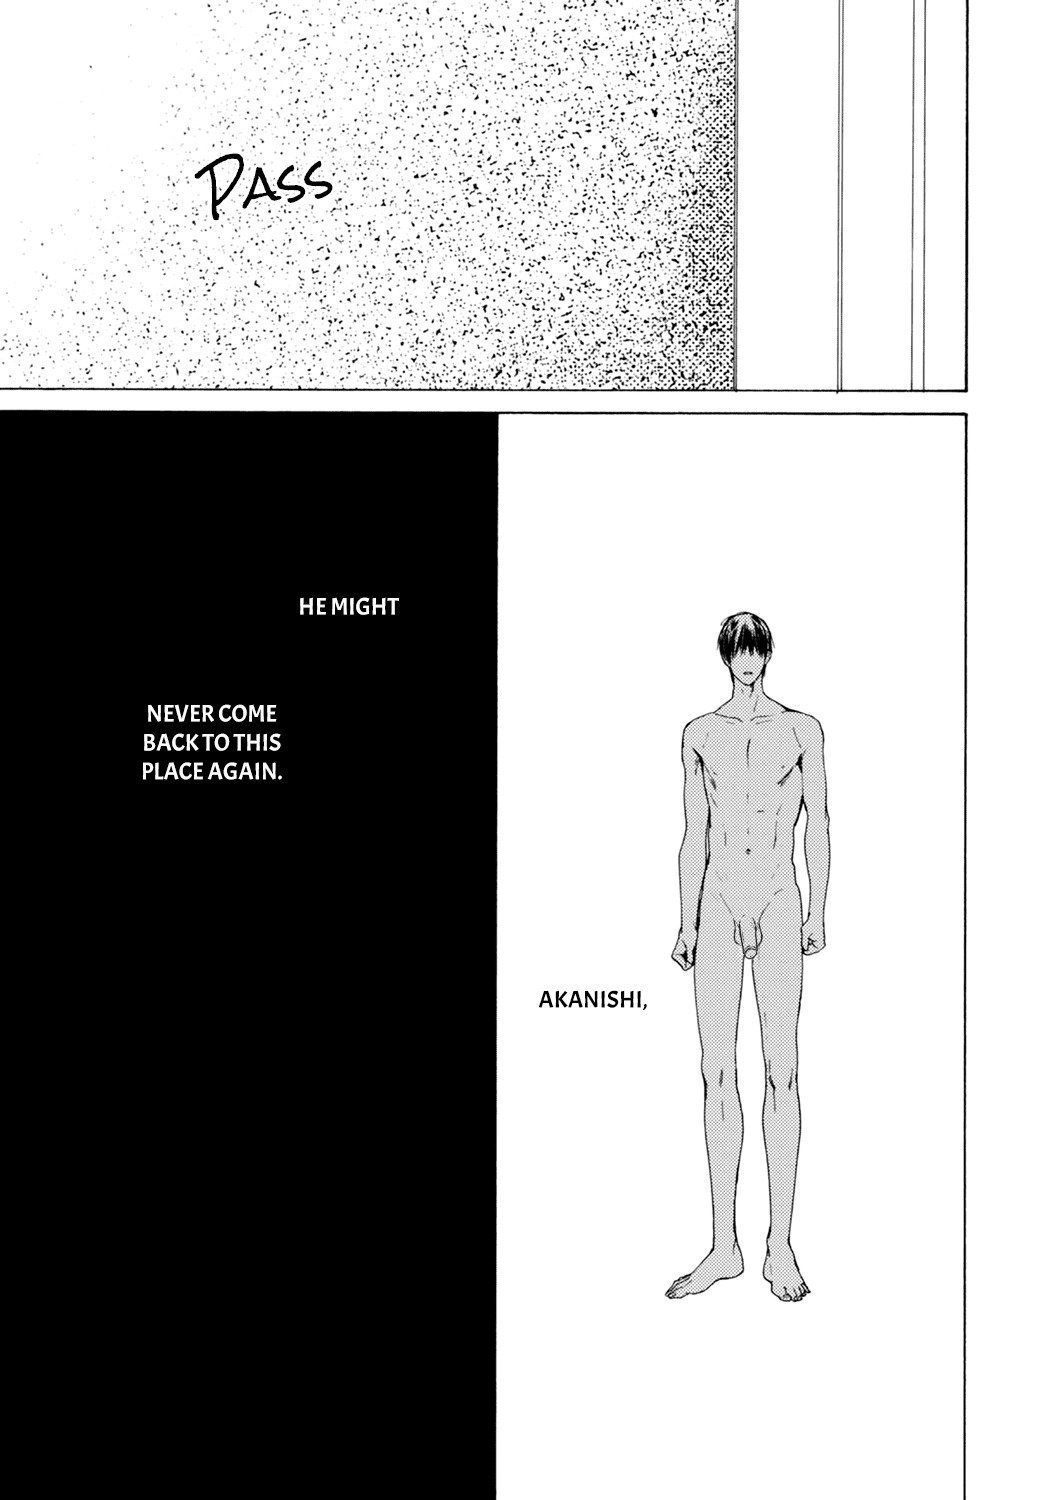 PASS
AKANISHI,
HE MIGHT
NEVER COME
BACK TO THIS
PLACE AGAIN.